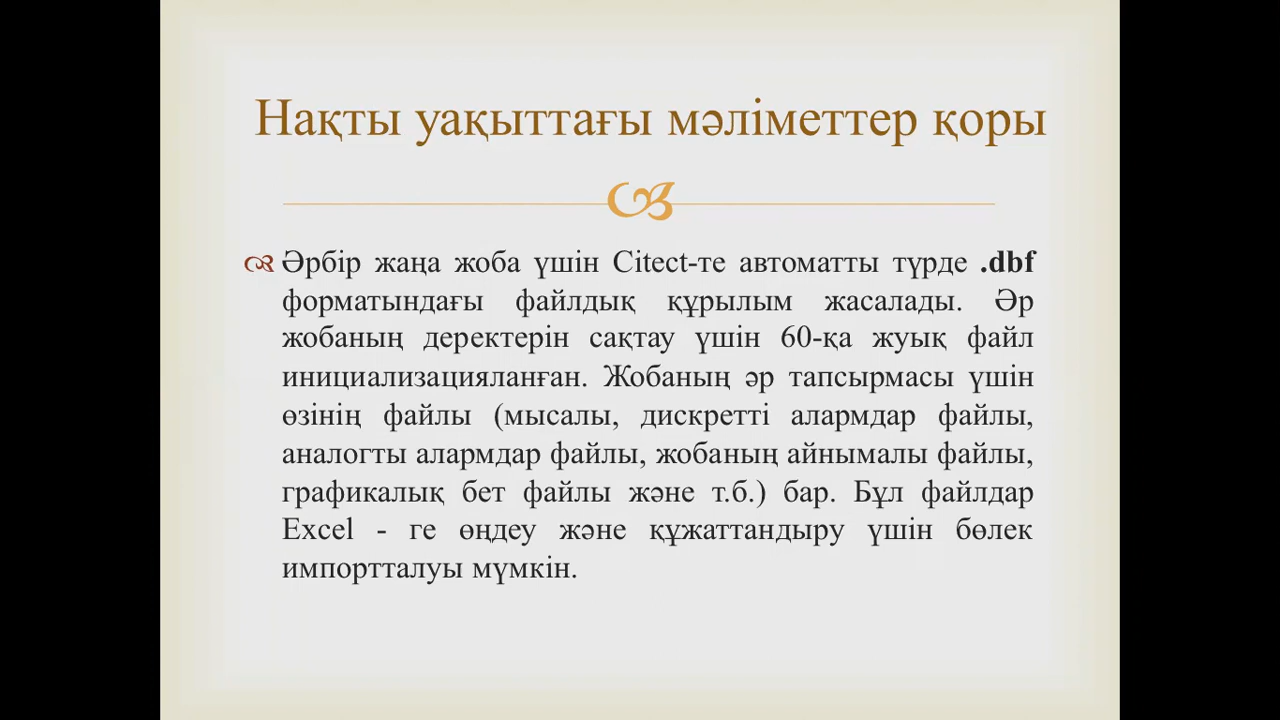 Нақты уақыттағы мәліметтер қоры
Әрбір жаңа жоба үшін Citect-те автоматты түрде .dbf
форматындағы файлдық құрылым жасалады. Әр
жобаның деректерін сақтау үшін 60-қа жуық файл
инициализацияланған. Жобаның әр тапсырмасы үшін
өзінің файлы (мысалы, дискретті алармдар файлы,
аналогты алармдар файлы, жобаның айнымалы файлы,
графикалық бет файлы және т.б.) бар. Бұл файлдар
Excel - ге өңдеу және құжаттандыру үшін бөлек
импортталуы мүмкін.